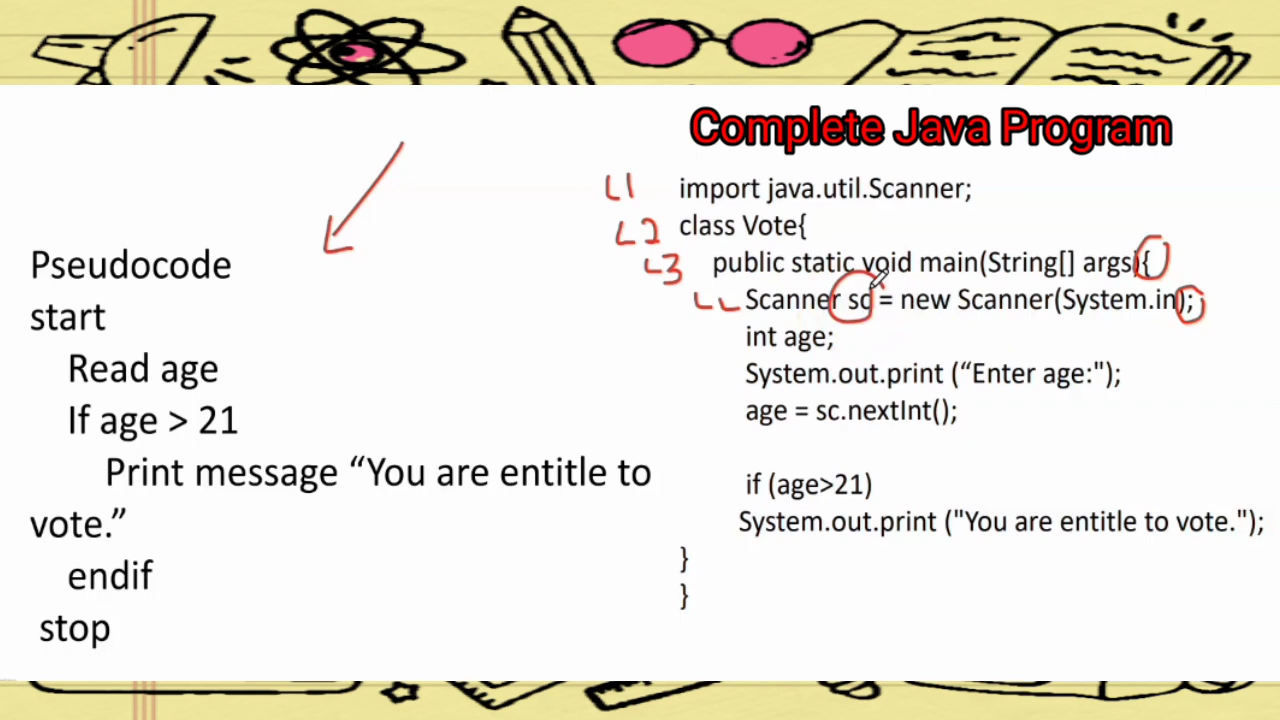 Complete Java Program
Pseudocode
start
Read age
If age > 21
Print message “You are entitle to
vote.”
endif
stop
L1 import java.util.Scanner;
L2 class Vote{
L3 public static void main(String[] args){
LL Scanner sc = new Scanner(System.in);
int age;
System.out.print (“Enter age:");
age = sc.nextInt();
if (age>21)
System.out.print ("You are entitle to vote.");
}
}